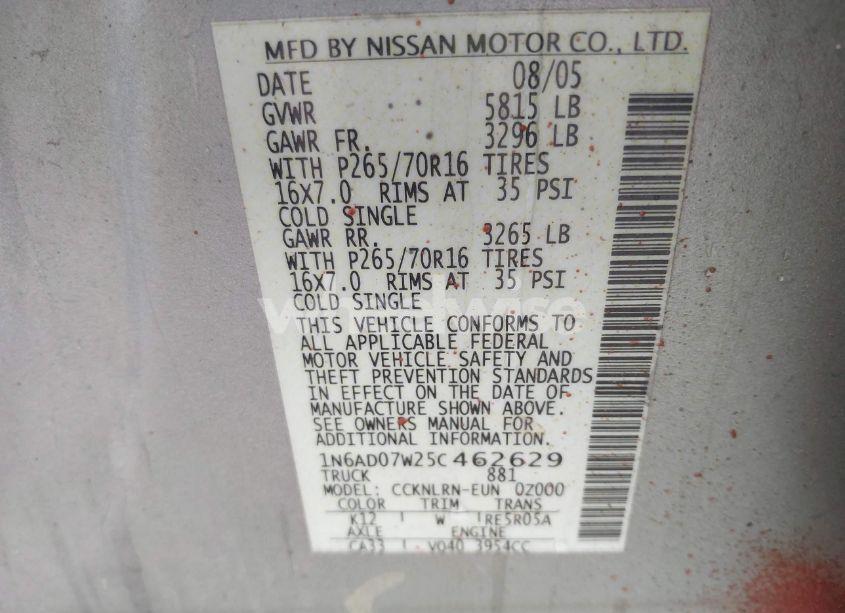 MFD BY NISSAN MOTOR CO., LTD.
DATE 08/05
GVWR 5815 LB
GAWR FR. 3296 LB
WITH P265/70R16 TIRES
16X7.0 RIMS AT 35 PSI
COLD SINGLE
GAWR RR. 3265 LB
WITH P265/70R16 TIRES
16X7.0 RIMS AT 35 PSI
COLD SINGLE
THIS VEHICLE CONFORMS TO
ALL APPLICABLE FEDERAL
MOTOR VEHICLE SAFETY AND
THEFT PREVENTION STANDARDS
IN EFFECT ON THE DATE OF
MANUFACTURE SHOWN ABOVE.
SEE OWNERS MANUAL FOR
ADDITIONAL INFORMATION.
1N6AD07W25C462629
TRUCK 881
MODEL: CCKNLRN-EUN 0Z000
COLOR TRIM TRANS
K12 W RE5R05A
AXLE ENGINE
CA33 VQ40 3954CC